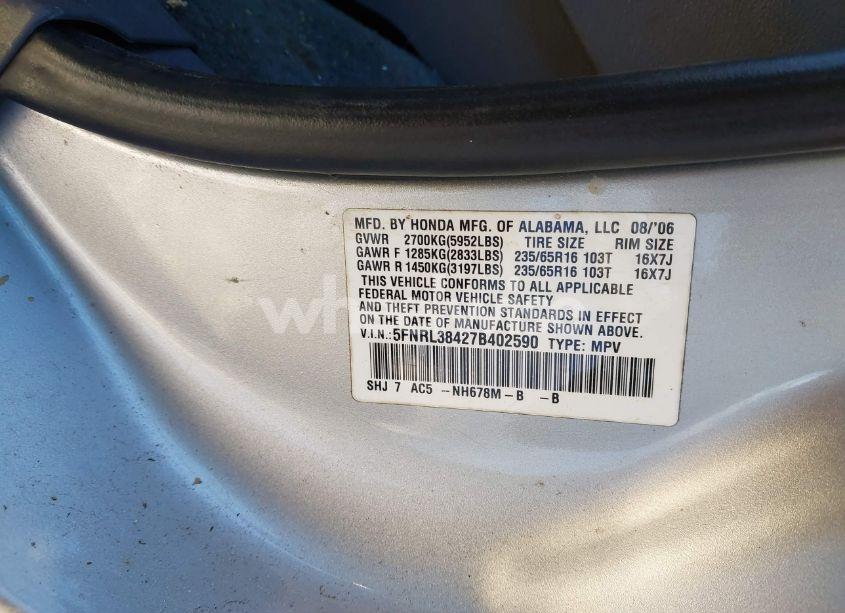 MFD. BY HONDA MFG. OF ALABAMA, LLC 08/'06
GVWR 2700KG(5952LBS) TIRE SIZE RIM SIZE
GAWR F 1285KG(2833LBS) 235/65R16 103T 16X7J
GAWR R 1450KG(3197LBS) 235/65R16 103T 16X7J
THIS VEHICLE CONFORMS TO ALL APPLICABLE
FEDERAL MOTOR VEHICLE SAFETY
AND THEFT PREVENTION STANDARDS IN EFFECT
ON THE DATE OF MANUFACTURE SHOWN ABOVE.
V.I.N.: 5FNRL38427B402590 TYPE: MPV
SHJ 7 AC5 -NH678M-B -B